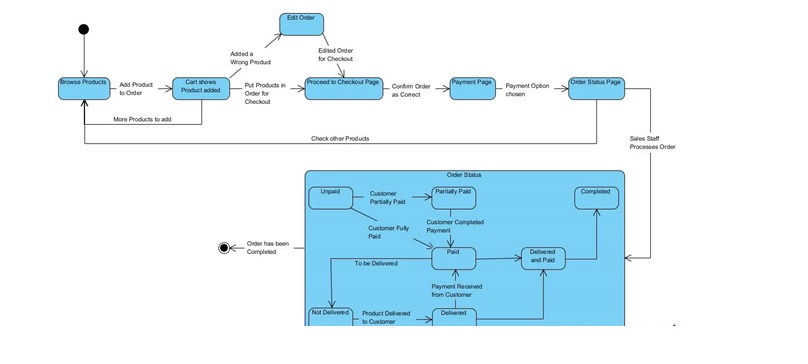 Edit Order
Added a
Wrong Product
Edited Order
for Checkout
Browse Products
Add Product
to Order
Cart shows
Product added
Put Products in
Order for
Checkout
Proceed to Checkout Page
Confirm Order
as Correct
Payment Page
Payment Option
chosen
Order Status Page
More Products to add
Check other Products
Sales Staff
Processes Order
Order Status
Unpaid
Customer
Partially Paid
Paritally Paid
Completed
Customer Fully
Paid
Customer Completed
Payment
Order has been
Completed
Paid
Delivered
and Paid
To be Delivered
Payment Received
from Customer
Not Delivered
Product Delivered
to Customer
Delivered